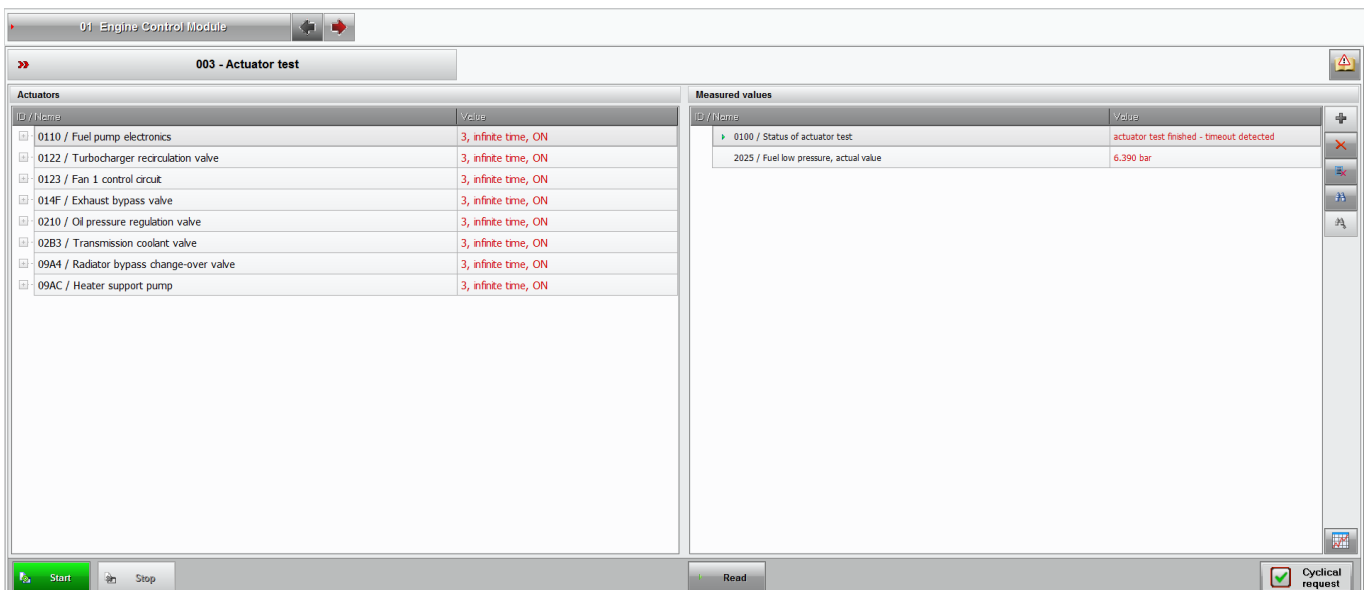 01 Engine Control Module
003 - Actuator test
Actuators
ID / Name Value
0110 / Fuel pump electronics 3, infinite time, ON
0122 / Turbocharger recirculation valve 3, infinite time, ON
0123 / Fan 1 control circuit 3, infinite time, ON
014F / Exhaust bypass valve 3, infinite time, ON
0210 / Oil pressure regulation valve 3, infinite time, ON
02B3 / Transmission coolant valve 3, infinite time, ON
09A4 / Radiator bypass change-over valve 3, infinite time, ON
09AC / Heater support pump 3, infinite time, ON
Start Stop
Measured values
ID / Name Value
0100 / Status of actuator test actuator test finished - timeout detected
2025 / Fuel low pressure, actual value 6.390 bar
Read
Cyclical
request